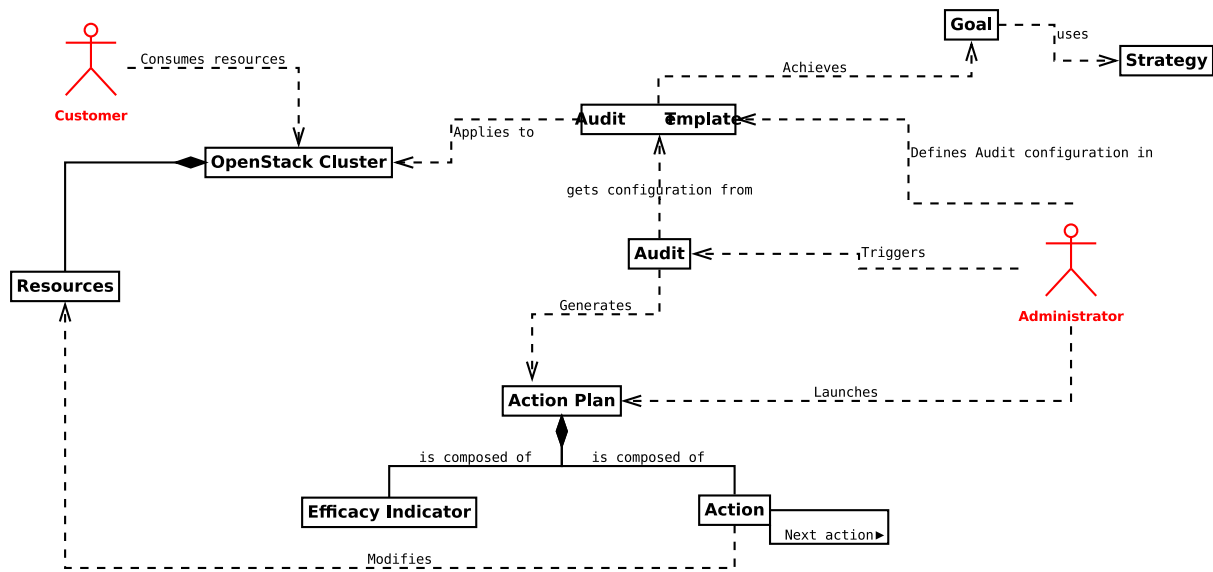 Goal
uses
Consumes resources
Strategy
Achieves
Customer
Audit Template
Applies to
Defines Audit configuration in
OpenStack Cluster
gets configuration from
Audit
Triggers
Resources
Generates
Administrator
Action Plan
Launches
is composed of
is composed of
Efficacy Indicator
Action
Next action▶
Modifies